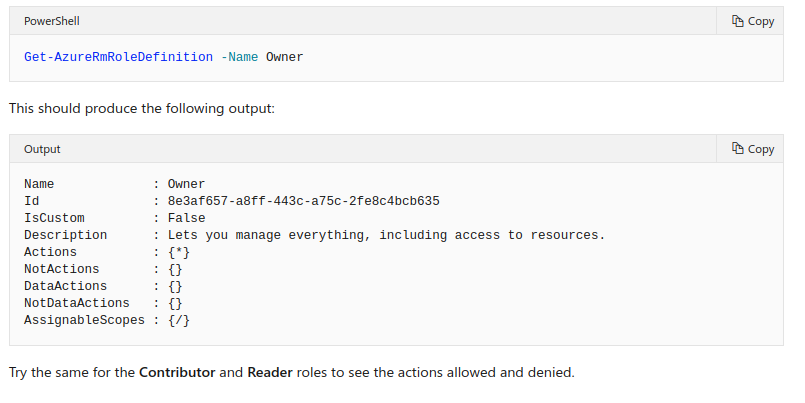 PowerShell Copy
Get-AzureRmRoleDefinition -Name Owner
This should produce the following output:
Output Copy
Name : Owner
Id : 8e3af657-a8ff-443c-a75c-2fe8c4bcb635
IsCustom : False
Description : Lets you manage everything, including access to resources.
Actions : {*}
NotActions : {}
DataActions : {}
NotDataActions : {}
AssignableScopes : {/}
Try the same for the Contributor and Reader roles to see the actions allowed and denied.